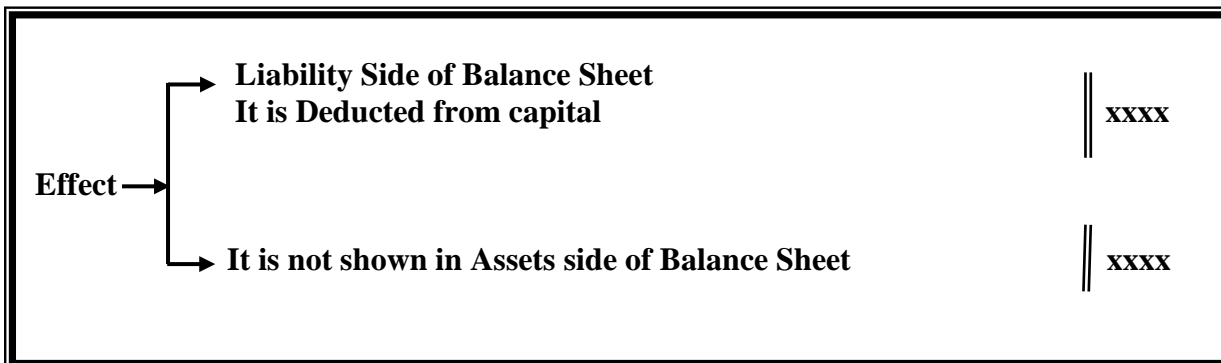 Liability Side of Balance Sheet
It is Deducted from capital
xxxx
Effect
It is not shown in Assets side of Balance Sheet
xxxx